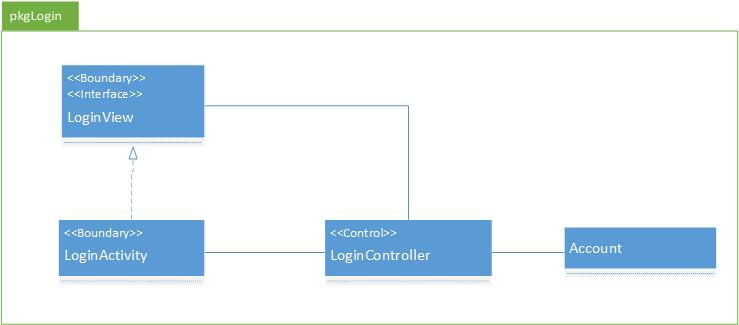 pkgLogin
<<Boundary>>
<<Interface>>
LoginView
<<Boundary>>
LoginActivity
<<Control>>
LoginController
Account